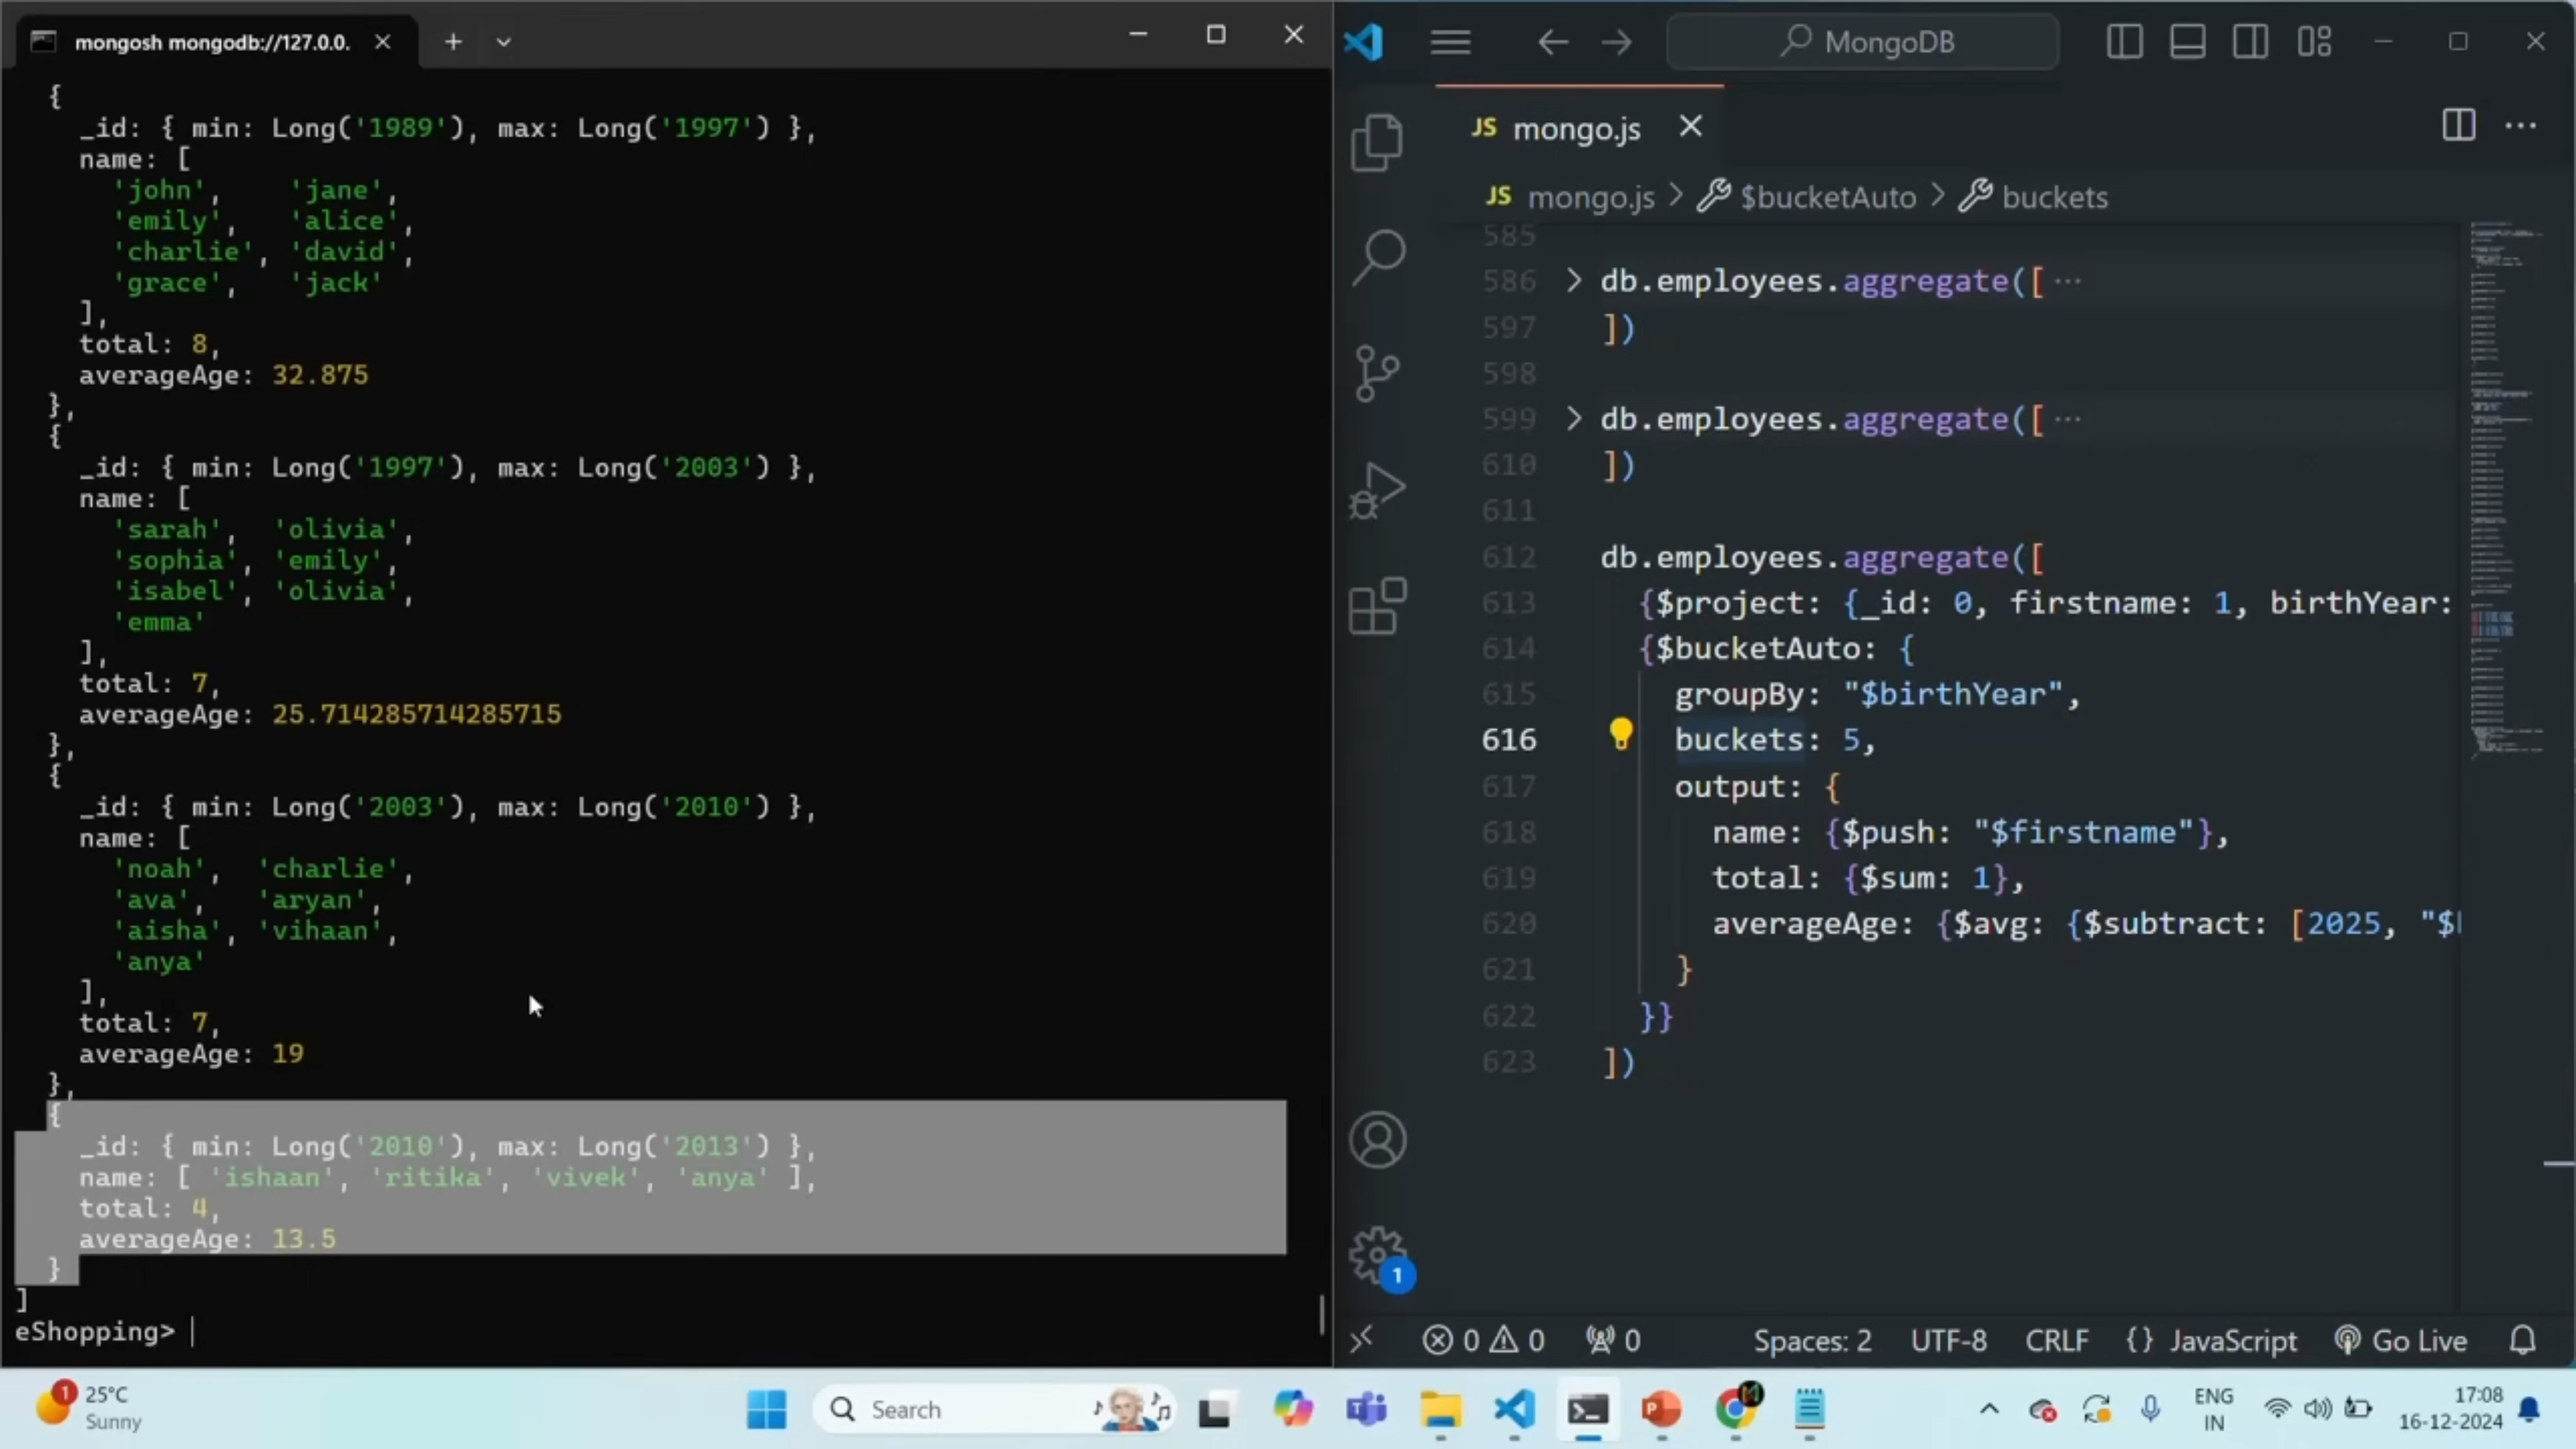 mongosh mongodb://127.0.0.
{
_id: { min: Long('1989'), max: Long('1997') },
name: [
'john', 'jane',
'emily', 'alice',
'charlie', 'david',
'grace', 'jack'
],
total: 8,
averageAge: 32.875
},
{
_id: { min: Long('1997'), max: Long('2003') },
name: [
'sarah', 'olivia',
'sophia', 'emily',
'isabel', 'olivia',
'emma'
],
total: 7,
averageAge: 25.714285714285715
},
{
_id: { min: Long('2003'), max: Long('2010') },
name: [
'noah', 'charlie',
'ava', 'aryan',
'aisha', 'vihaan',
'anya'
],
total: 7,
averageAge: 19
},
{
_id: { min: Long('2010'), max: Long('2013') },
name: [ 'ishaan', 'ritika', 'vivek', 'anya' ],
total: 4,
averageAge: 13.5
}
]
eShopping>
MongoDB
JS mongo.js
JS mongo.js > $bucketAuto > buckets
585
586 > db.employees.aggregate([ ···
597 ])
598
599 > db.employees.aggregate([ ···
610 ])
611
612 db.employees.aggregate([
613 {$project: {_id: 0, firstname: 1, birthYear:
614 {$bucketAuto: {
615 groupBy: "$birthYear",
616 buckets: 5,
617 output: {
618 name: {$push: "$firstname"},
619 total: {$sum: 1},
620 averageAge: {$avg: {$subtract: [2025, "$
621 }
622 }}
623 ])
1
0 0 0 Spaces: 2 UTF-8 CRLF {} JavaScript Go Live
1 25°C
Sunny
Search
ENG
IN
17:08
16-12-2024